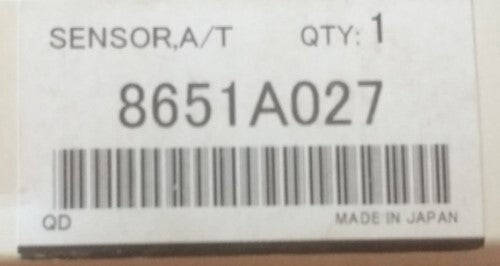 SENSOR,A/T QTY: 1
8651A027
QD MADE IN JAPAN